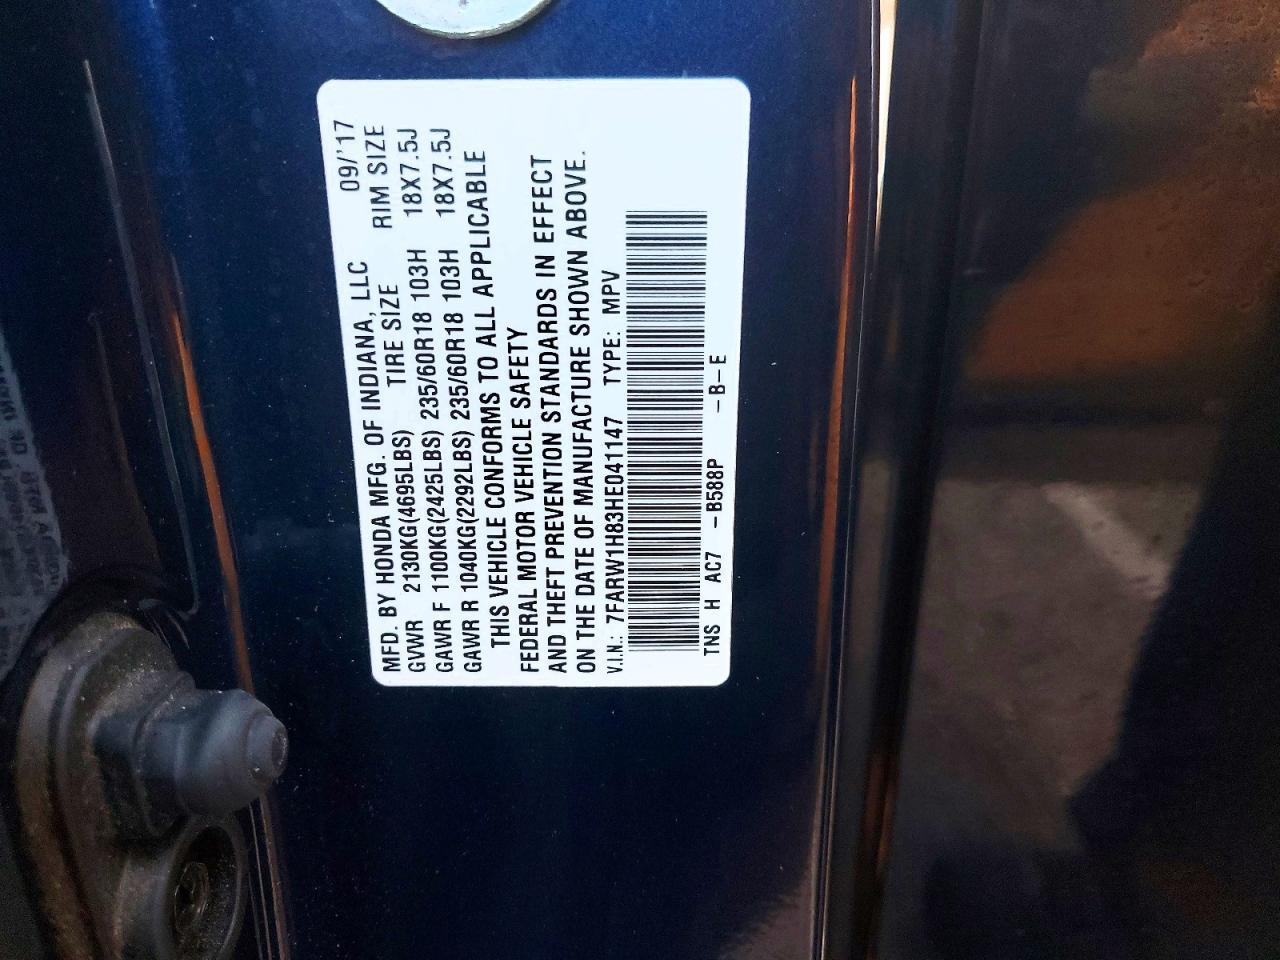 MFD. BY HONDA MFG. OF INDIANA, LLC 09/'17
TIRE SIZE RIM SIZE
GVWR 2130KG(4695LBS)
GAWR F 1100KG(2425LBS) 235/60R18 103H 18X7.5J
GAWR R 1040KG(2292LBS) 235/60R18 103H 18X7.5J
THIS VEHICLE CONFORMS TO ALL APPLICABLE
FEDERAL MOTOR VEHICLE SAFETY
AND THEFT PREVENTION STANDARDS IN EFFECT
ON THE DATE OF MANUFACTURE SHOWN ABOVE.
V.I.N.: 7FARW1H83HE041147 TYPE: MPV
TNS H AC7 -B588P -B-E